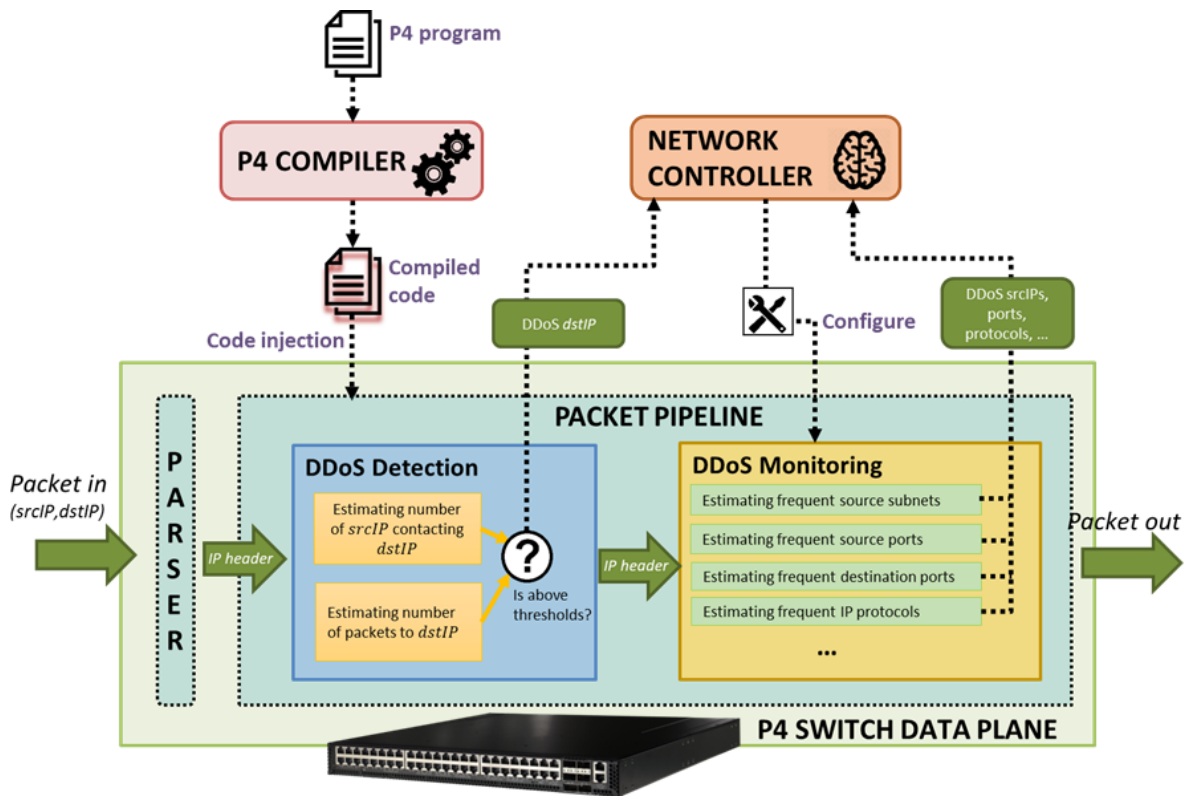 P4 program
P4 COMPILER
NETWORK
CONTROLLER
Compiled
code
Code injection
DDoS dstIP
Configure
DDoS srcIPs,
ports,
protocols, ...
PACKET PIPELINE
PARSER
Packet in
(srcIP,dstIP)
IP header
DDoS Detection
Estimating number
of srcIP contacting
dstIP
Estimating number
of packets to dstIP
?
Is above
thresholds?
IP header
DDoS Monitoring
Estimating frequent source subnets
Estimating frequent source ports
Estimating frequent destination ports
Estimating frequent IP protocols
...
Packet out
P4 SWITCH DATA PLANE